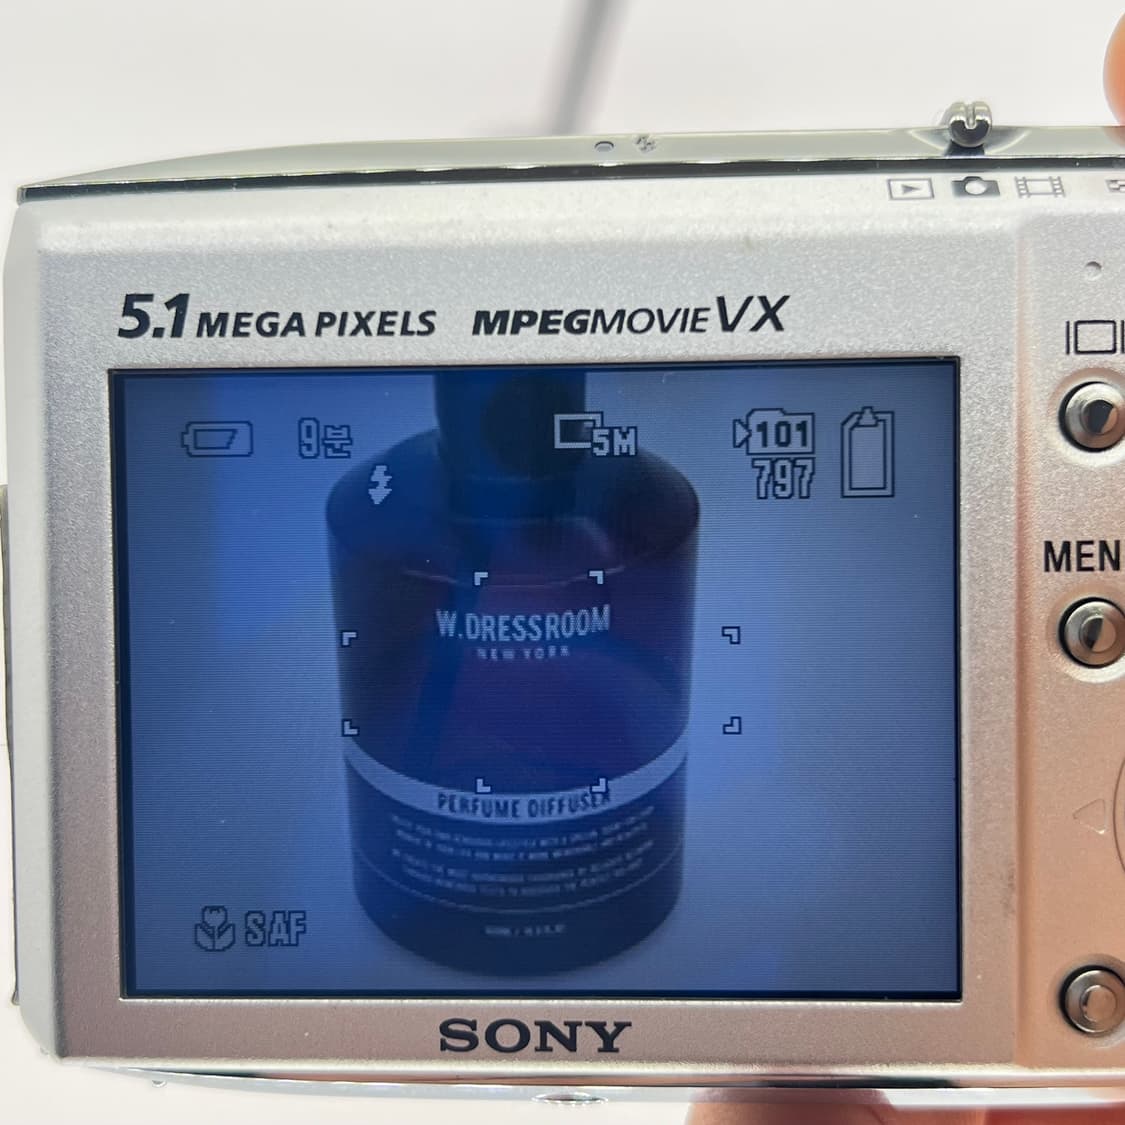 5.1 MEGA PIXELS MPEGMOVIE VX
9분 5M 101
797
W.DRESSROOM
NEW YORK
PERFUME DIFFUSER
SAF
SONY
MEN